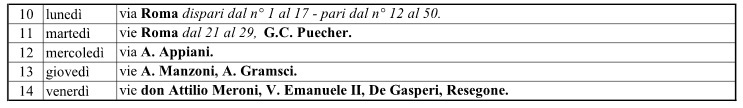 10 lunedì via Roma dispari dal n° 1 al 17 - pari dal n° 12 al 50.
11 martedì vie Roma dal 21 al 29, G.C. Puecher.
12 mercoledì via A. Appiani.
13 giovedì vie A. Manzoni, A. Gramsci.
14 venerdì vie don Attilio Meroni, V. Emanuele II, De Gasperi, Resegone.